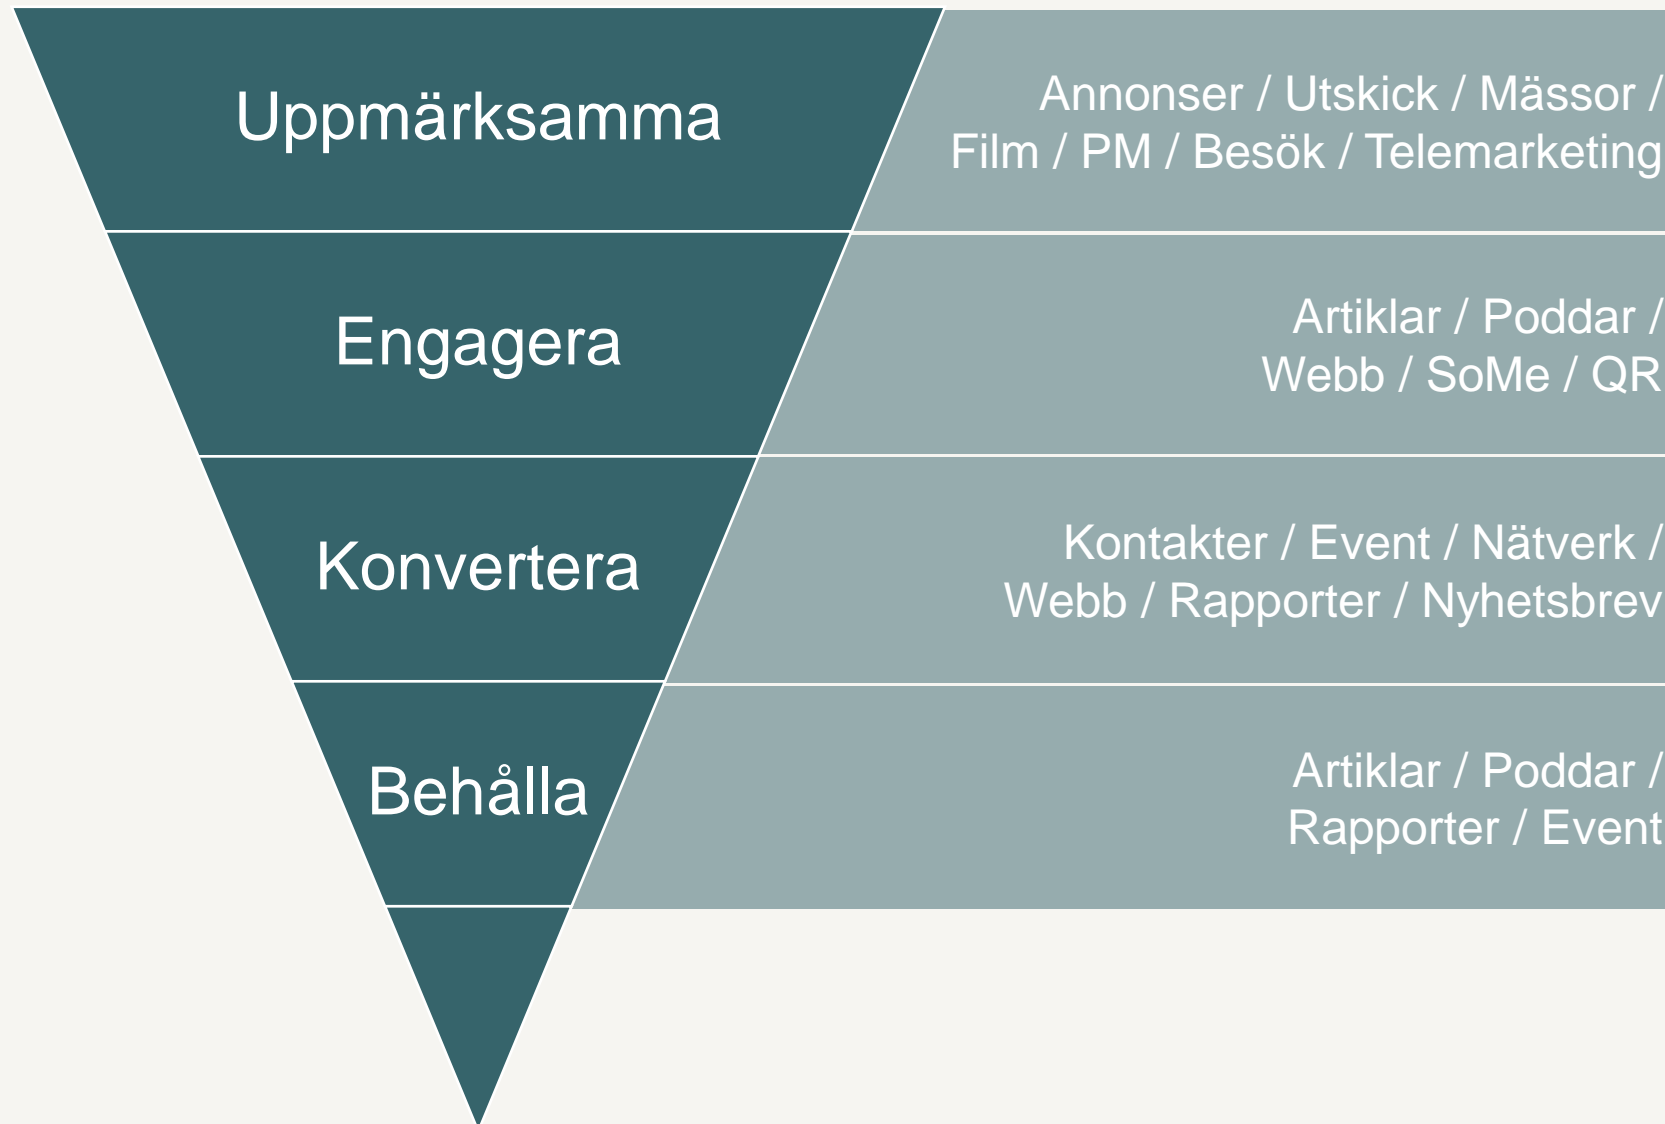 Uppmärksamma
Annonser / Utskick / Mässor /
Film / PM / Besök / Telemarketing
Engagera
Artiklar / Poddar /
Webb / SoMe / QR
Konvertera
Kontakter / Event / Nätverk /
Webb / Rapporter / Nyhetsbrev
Behålla
Artiklar / Poddar /
Rapporter / Event